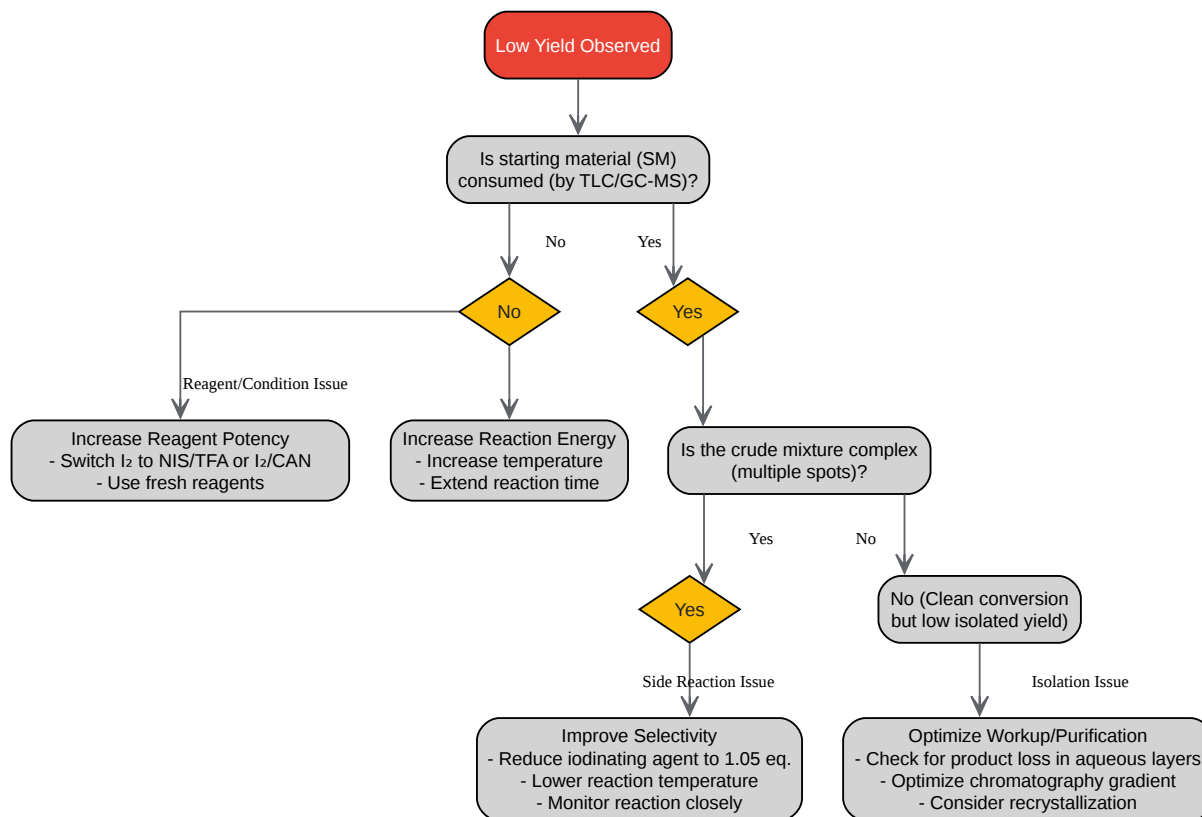 Low Yield Observed
Is starting material (SM)
consumed (by TLC/GC-MS)?
No
Yes
No
Yes
Reagent/Condition Issue
Increase Reagent Potency
- Switch I₂ to NIS/TFA or I₂/CAN
- Use fresh reagents
Increase Reaction Energy
- Increase temperature
- Extend reaction time
Is the crude mixture complex
(multiple spots)?
Yes
No
Yes
No (Clean conversion
but low isolated yield)
Side Reaction Issue
Isolation Issue
Improve Selectivity
- Reduce iodinating agent to 1.05 eq.
- Lower reaction temperature
- Monitor reaction closely
Optimize Workup/Purification
- Check for product loss in aqueous layers
- Optimize chromatography gradient
- Consider recrystallization